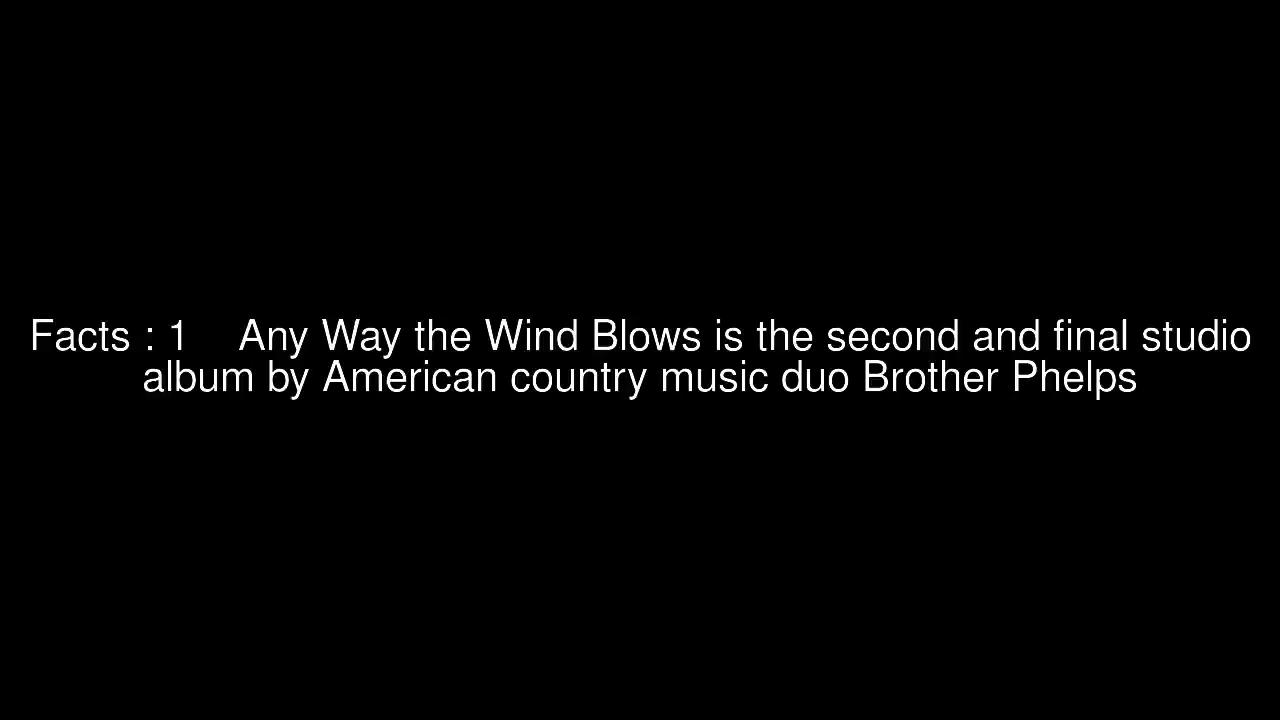 Facts : 1 Any Way the Wind Blows is the second and final studio
album by American country music duo Brother Phelps